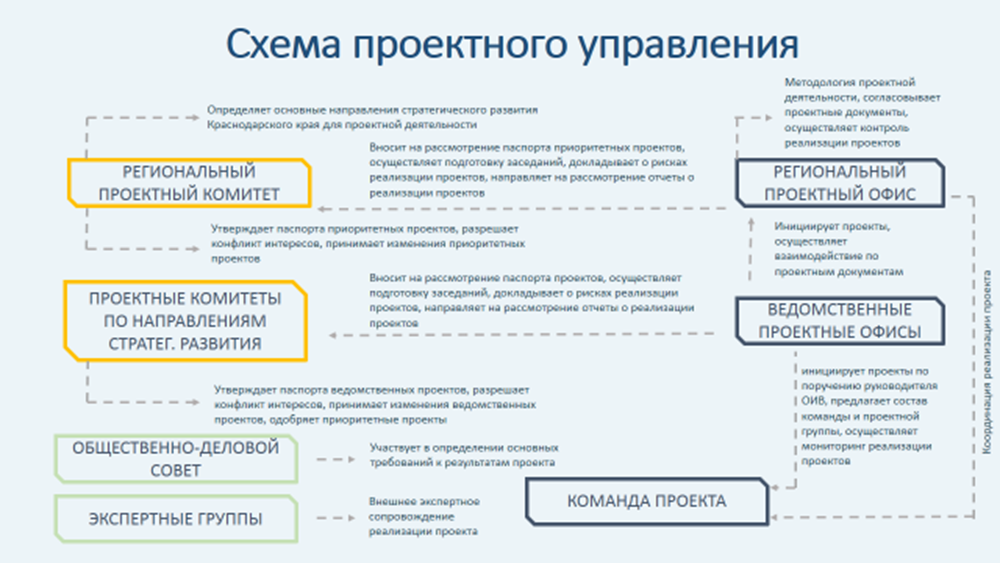 Схема проектного управления
Определяет основные направления стратегического развития
Краснодарского края для проектной деятельности
Методология проектной
деятельности, согласовывает
проектные документы,
осуществляет контроль
реализации проектов
РЕГИОНАЛЬНЫЙ
ПРОЕКТНЫЙ КОМИТЕТ
Вносит на рассмотрение паспорта приоритетных проектов,
осуществляет подготовку заседаний, докладывает о рисках
реализации проектов, направляет на рассмотрение отчеты о
реализации проектов
РЕГИОНАЛЬНЫЙ
ПРОЕКТНЫЙ ОФИС
Утверждает паспорта приоритетных проектов, разрешает
конфликт интересов, принимает изменения приоритетных
проектов
Инициирует проекты,
осуществляет
взаимодействие по
проектным документам
ПРОЕКТНЫЕ КОМИТЕТЫ
ПО НАПРАВЛЕНИЯМ
СТРАТЕГ. РАЗВИТИЯ
Вносит на рассмотрение паспорта проектов, осуществляет
подготовку заседаний, докладывает о рисках реализации
проектов, направляет на рассмотрение отчеты о реализации
проектов
ВЕДОМСТВЕННЫЕ
ПРОЕКТНЫЕ ОФИСЫ
Координация реализации проекта
Утверждает паспорта ведомственных проектов, разрешает
конфликт интересов, принимает изменения ведомственных
проектов, одобряет приоритетные проекты
инициирует проекты по
поручению руководителя
ОИВ, предлагает состав
команды и проектной
группы, осуществляет
мониторинг реализации
проектов
ОБЩЕСТВЕННО-ДЕЛОВОЙ
СОВЕТ
Участвует в определении основных
требований к результатам проекта
КОМАНДА ПРОЕКТА
ЭКСПЕРТНЫЕ ГРУППЫ
Внешнее экспертное
сопровождение
реализации проекта